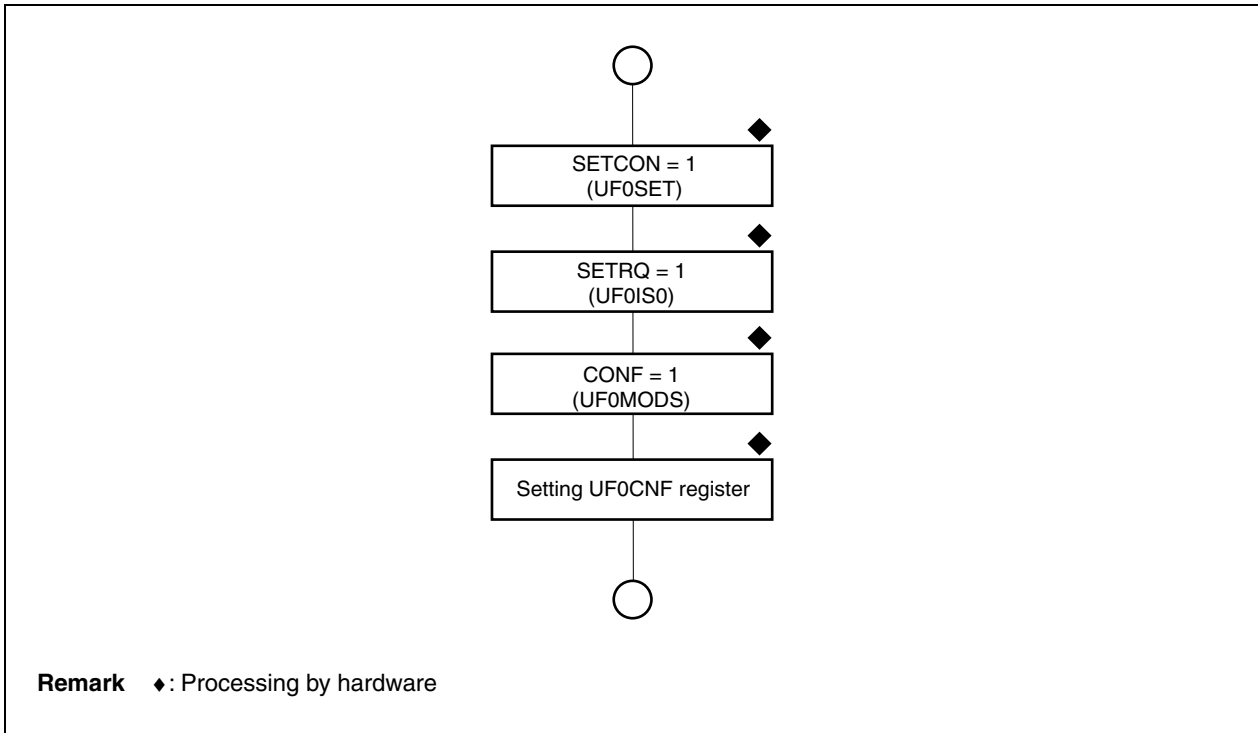 SETCON = 1
(UF0SET)
SETRQ = 1
(UF0IS0)
CONF = 1
(UF0MODS)
Setting UF0CNF register
Remark ♦: Processing by hardware